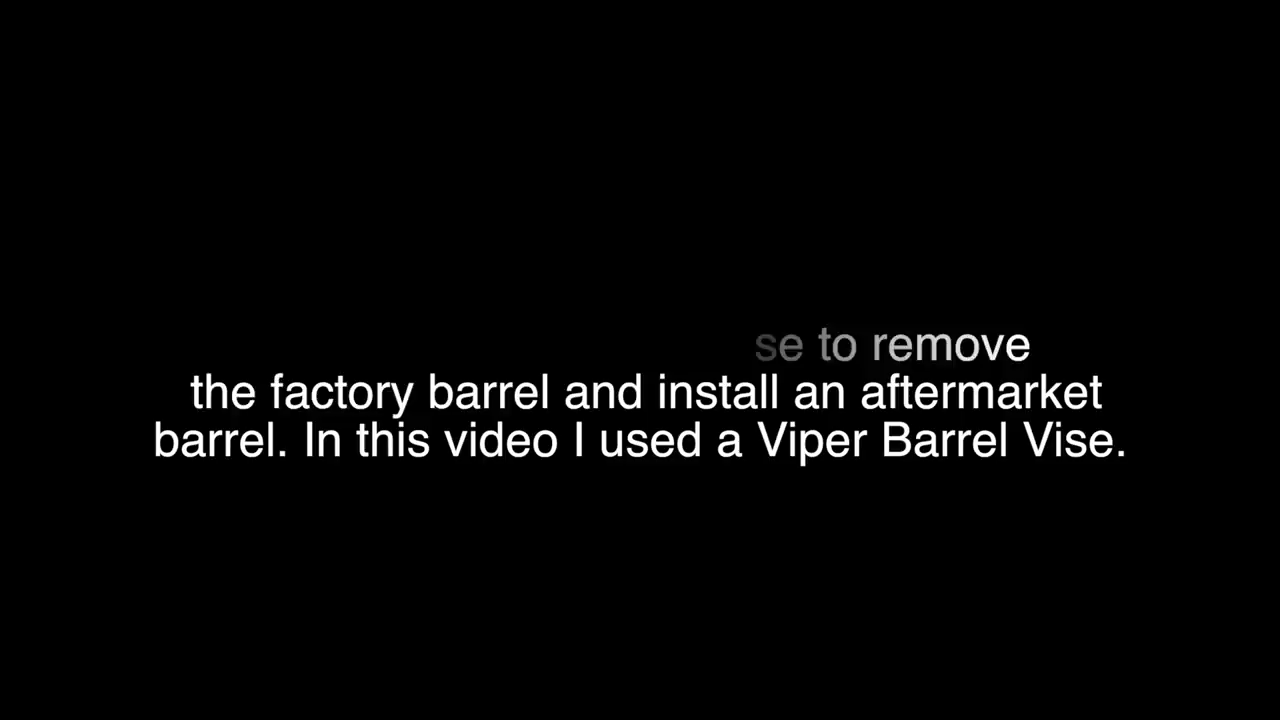 se to remove
the factory barrel and install an aftermarket
barrel. In this video I used a Viper Barrel Vise.